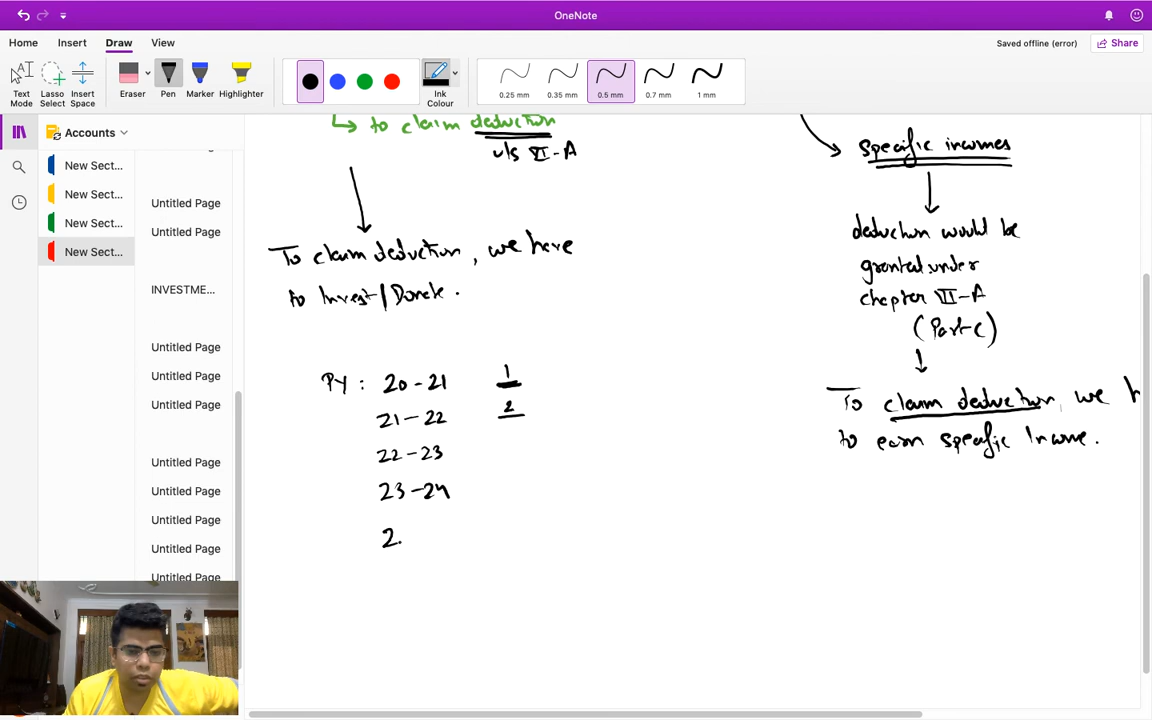 OneNote
Home
Insert
Draw
View
Saved offline (error)
Share
Text Mode
Lasso Select
Insert Space
Eraser
Pen
Marker
Highlighter
Ink Colour
0.25 mm
0.35 mm
0.5 mm
0.7 mm
1 mm
Accounts
New Sect...
New Sect...
New Sect...
New Sect...
Untitled Page
Untitled Page
INVESTME...
Untitled Page
Untitled Page
Untitled Page
Untitled Page
Untitled Page
Untitled Page
Untitled Page
Untitled Page
to claim deduction
u/s VI-A
To claim deduction, we have
to Invest/Donate.
PY : 20-21 1
21-22 2
22-23
23-24
2
specific incomes
deduction would be
granted under
chapter VI-A
(Part-C)
To claim deduction, we h
to earn specific Income.